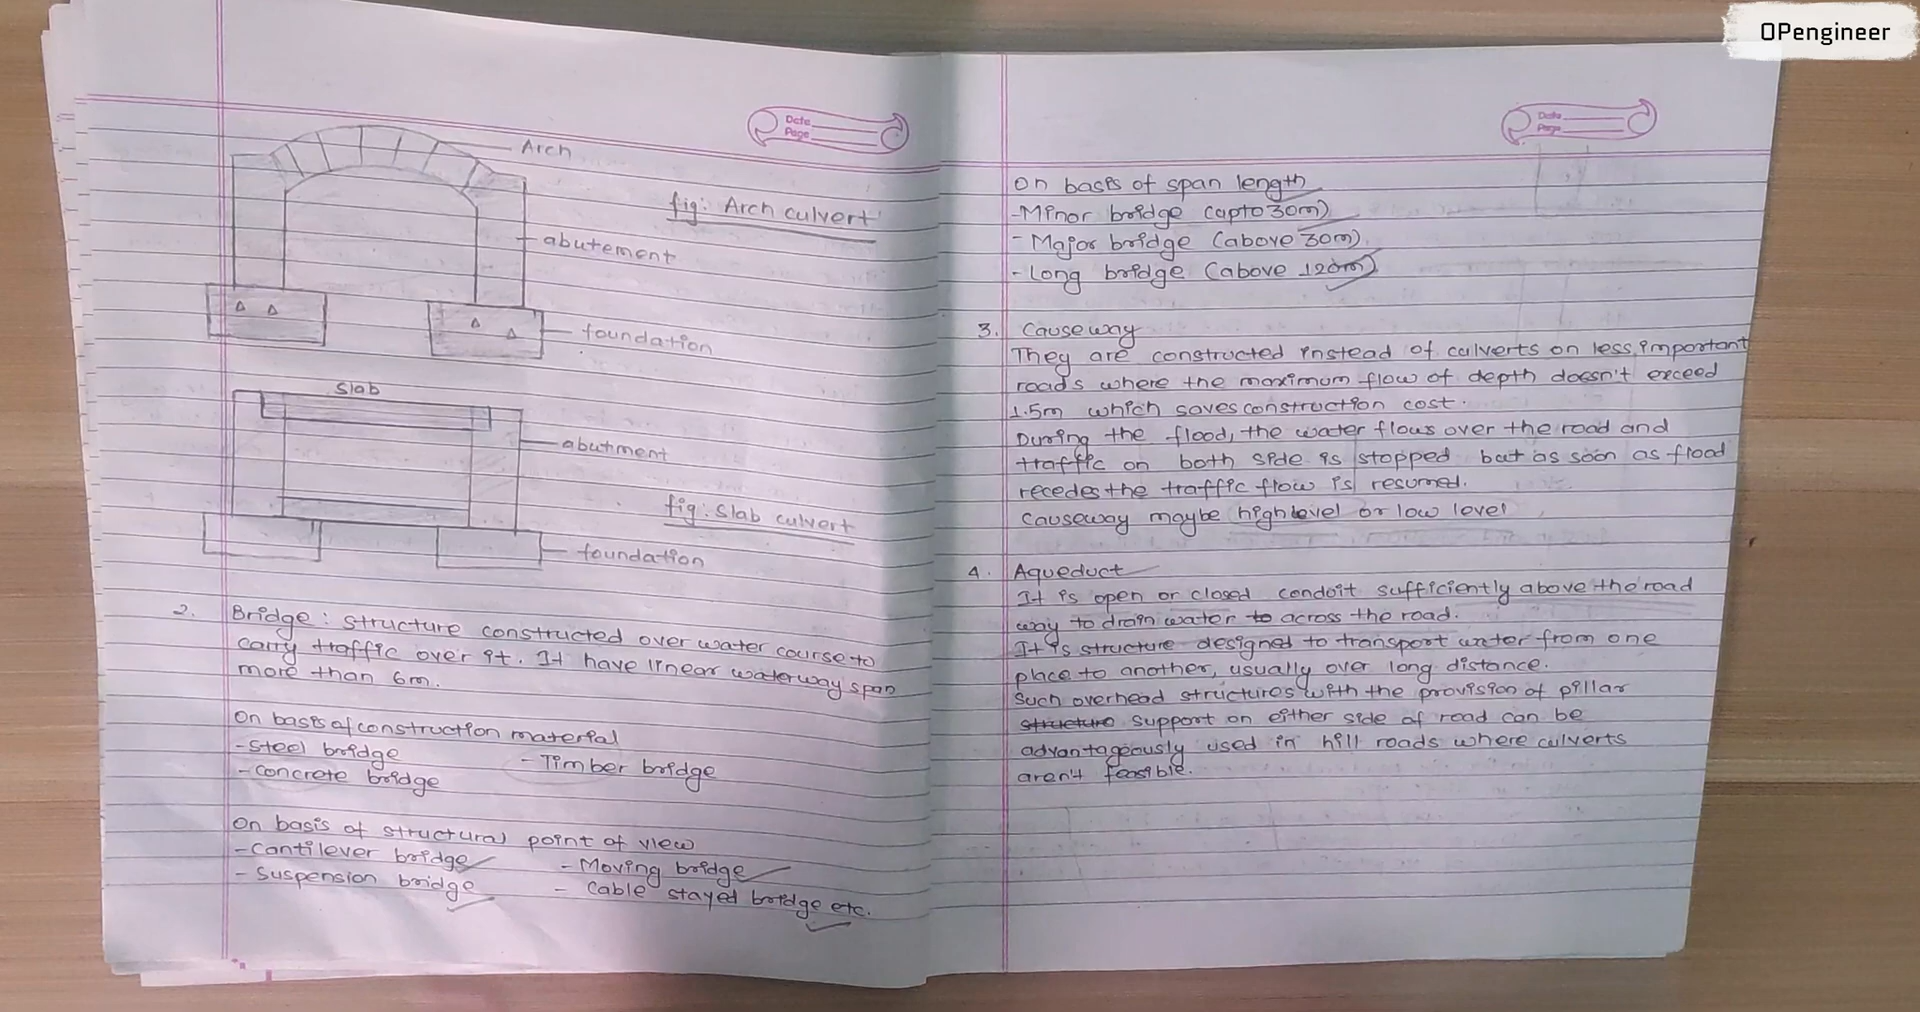 OPengineer
Date
Page
Arch
fig: Arch culvert
abutement
foundation
Slab
abutment
fig: Slab culvert
foundation
2. Bridge : Structure constructed over water course to
carry traffic over it. It have linear waterway span
more than 6m.
On basis of construction material
- Steel bridge - Timber bridge
- Concrete bridge
On basis of structural point of view
- Cantilever bridge - Moving bridge
- Suspension bridge - Cable stayed bridge etc.
Date
Page
On basis of span length
- Minor bridge (upto 30m)
- Major bridge (above 30m)
- Long bridge (above 120m)
3. Causeway
They are constructed instead of culverts on less important
roads where the maximum flow of depth doesn't exceed
1.5m which saves construction cost.
During the flood, the water flows over the road and
traffic on both side is stopped but as soon as flood
recedes the traffic flow is resumed.
Causeway maybe high level or low level
4. Aqueduct
It is open or closed conduit sufficiently above the road
way to drain water to across the road.
It is structure designed to transport water from one
place to another, usually over long distance.
Such overhead structures with the provision of pillar
structure support on either side of road can be
advantageously used in hill roads where culverts
aren't feasible.